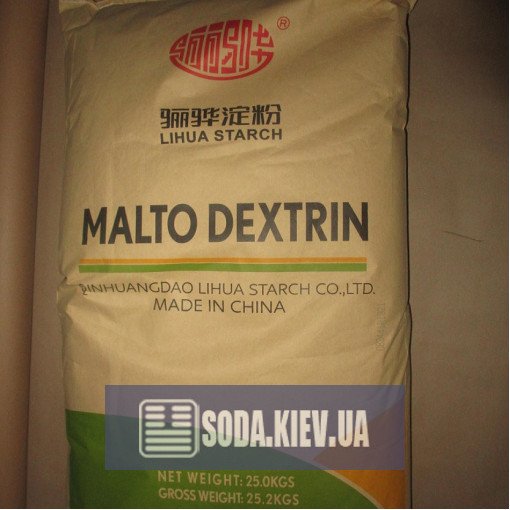 骊骅
®
骊骅淀粉
LIHUA STARCH
MALTO DEXTRIN
QINHUANGDAO LIHUA STARCH CO.,LTD.
MADE IN CHINA
SODA.KIEV.UA
NET WEIGHT: 25.0KGS
GROSS WEIGHT: 25.2KGS